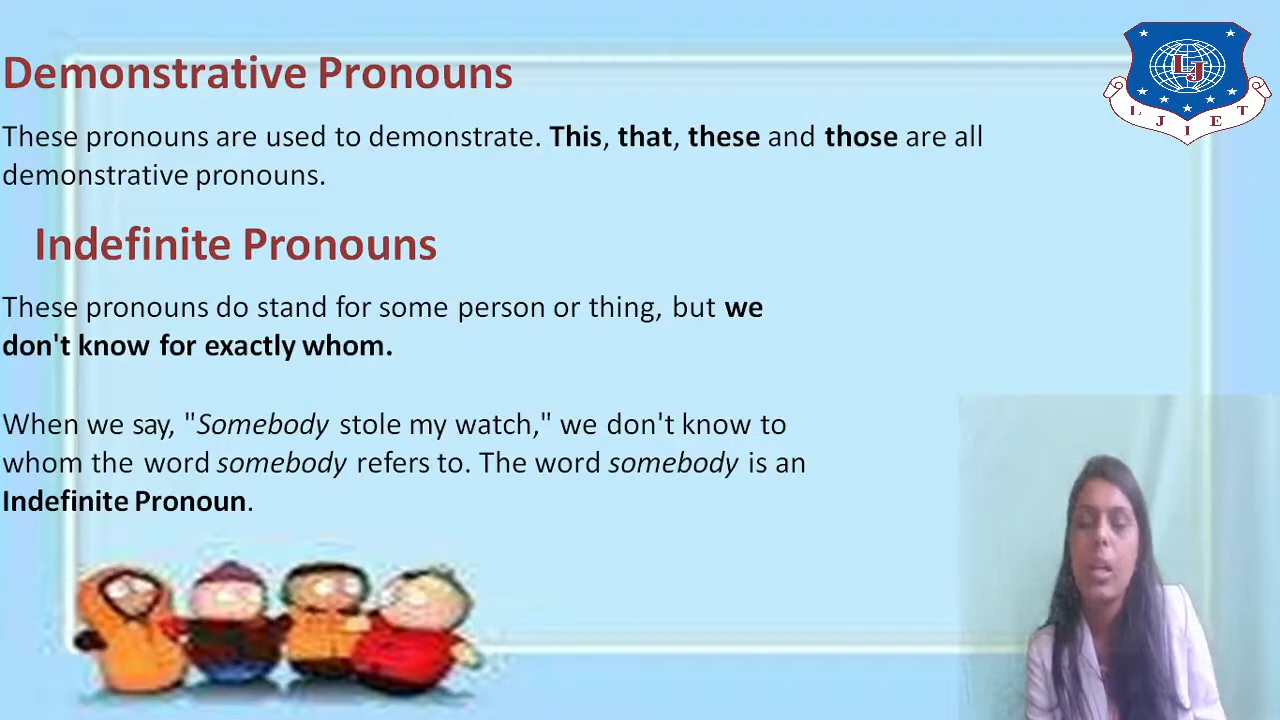 Demonstrative Pronouns
These pronouns are used to demonstrate. This, that, these and those are all
demonstrative pronouns.
Indefinite Pronouns
These pronouns do stand for some person or thing, but we
don't know for exactly whom.
When we say, "Somebody stole my watch," we don't know to
whom the word somebody refers to. The word somebody is an
Indefinite Pronoun.
LJ
L J I E T